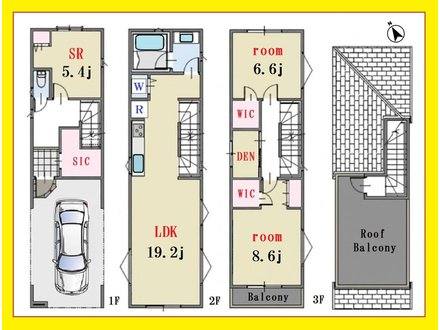 SR
5.4j
SIC
1F
W
R
LDK
19.2j
2F
room
6.6j
WIC
DEN
WIC
room
8.6j
Balcony
3F
Roof
Balcony